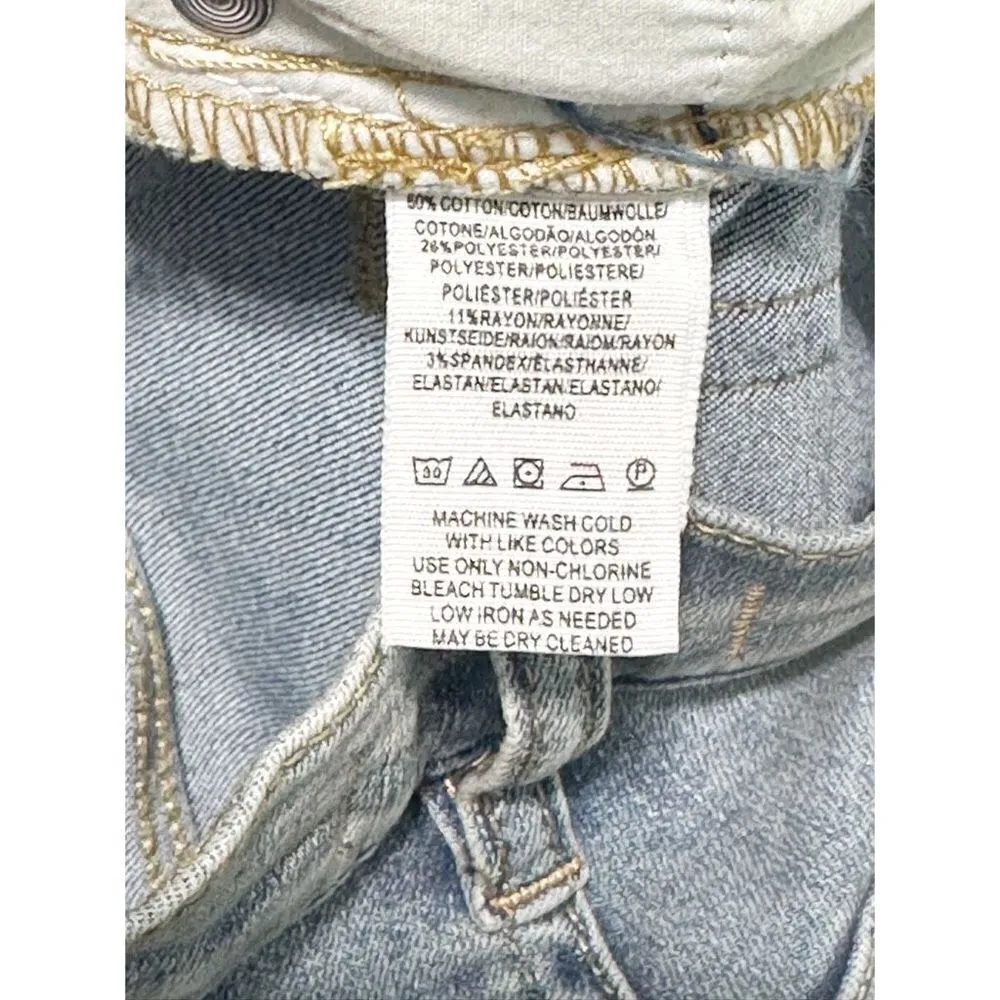 60% COTTON/COTON/BAUMWOLLE/
COTONE/ALGODÃO/ALGODÓN
26%POLYESTER/POLYESTER/
POLYESTER/POLIESTERE/
POLIÉSTER/POLIÉSTER
11%RAYON/RAYONNE/
KUNSTSEIDE/RAION/RAIOM/RAYON
3%SPANDEX/ÉLASTHANNE/
ELASTAN/ELASTAN/ELASTANO/
ELASTANO
30
P
MACHINE WASH COLD
WITH LIKE COLORS
USE ONLY NON-CHLORINE
BLEACH TUMBLE DRY LOW
LOW IRON AS NEEDED
MAY BE DRY CLEANED